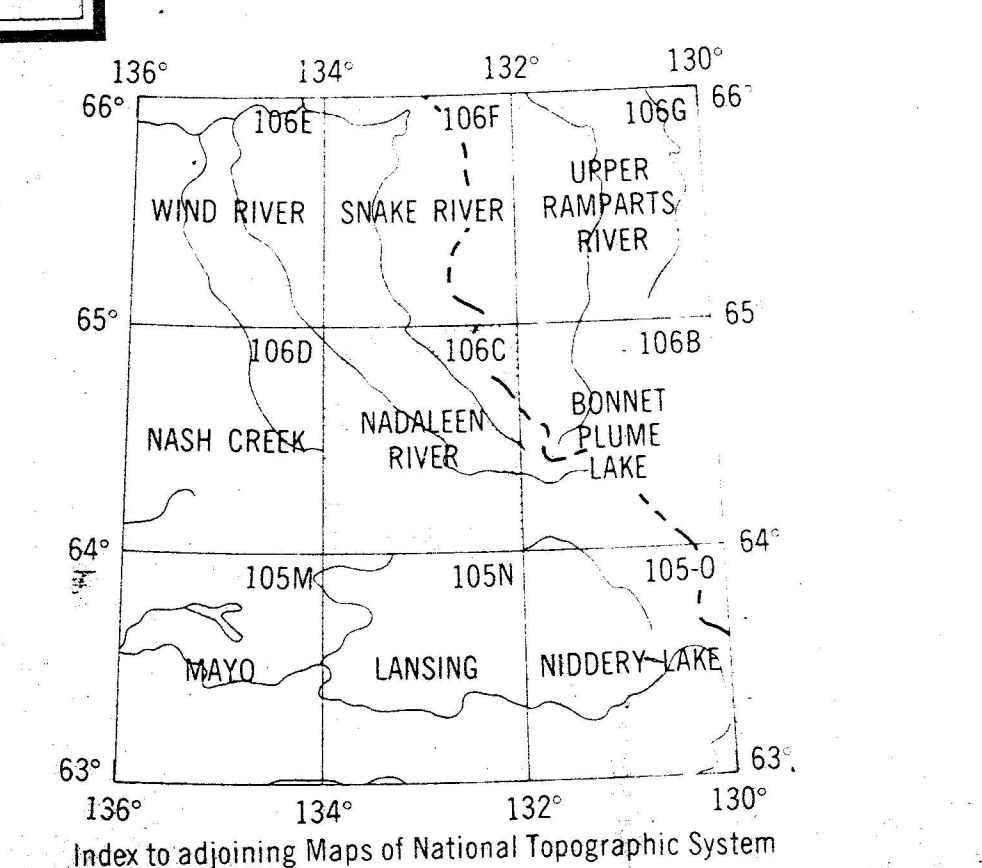 136° 134° 132° 130°
66° 106E 106F 106G 66°
WIND RIVER
SNAKE RIVER
UPPER
RAMPARTS
RIVER
65° 65°
106D 106C 106B
NASH CREEK
NADALEEN
RIVER
BONNET
PLUME
LAKE
64° 64°
105M 105N 105-O
MAYO LANSING NIDDERY LAKE
63° 63°
136° 134° 132° 130°
Index to adjoining Maps of National Topographic System